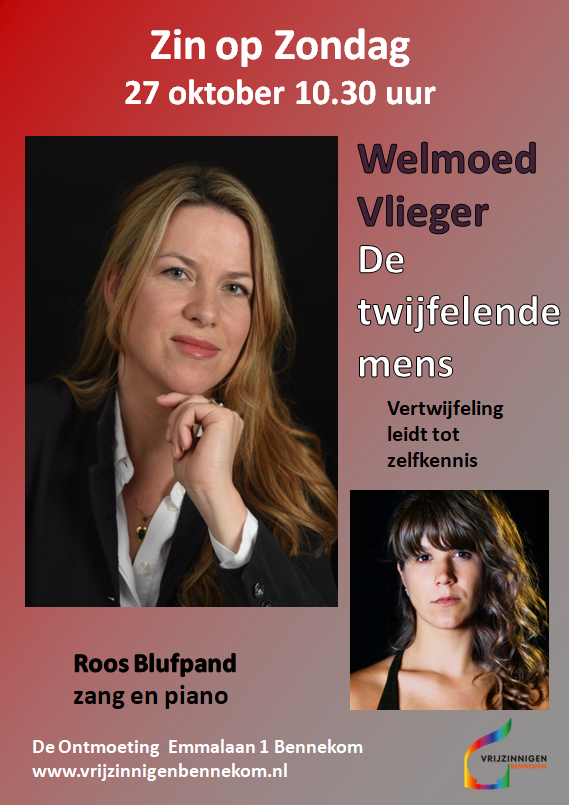 Zin op Zondag
27 oktober 10.30 uur
Welmoed
Vlieger
De
twijfelende
mens
Vertwijfeling
leidt tot
zelfkennis
Roos Blufpand
zang en piano
De Ontmoeting Emmalaan 1 Bennekom
www.vrijzinnigenbennekom.nl
VRIJZINNIGEN
BENNEKOM